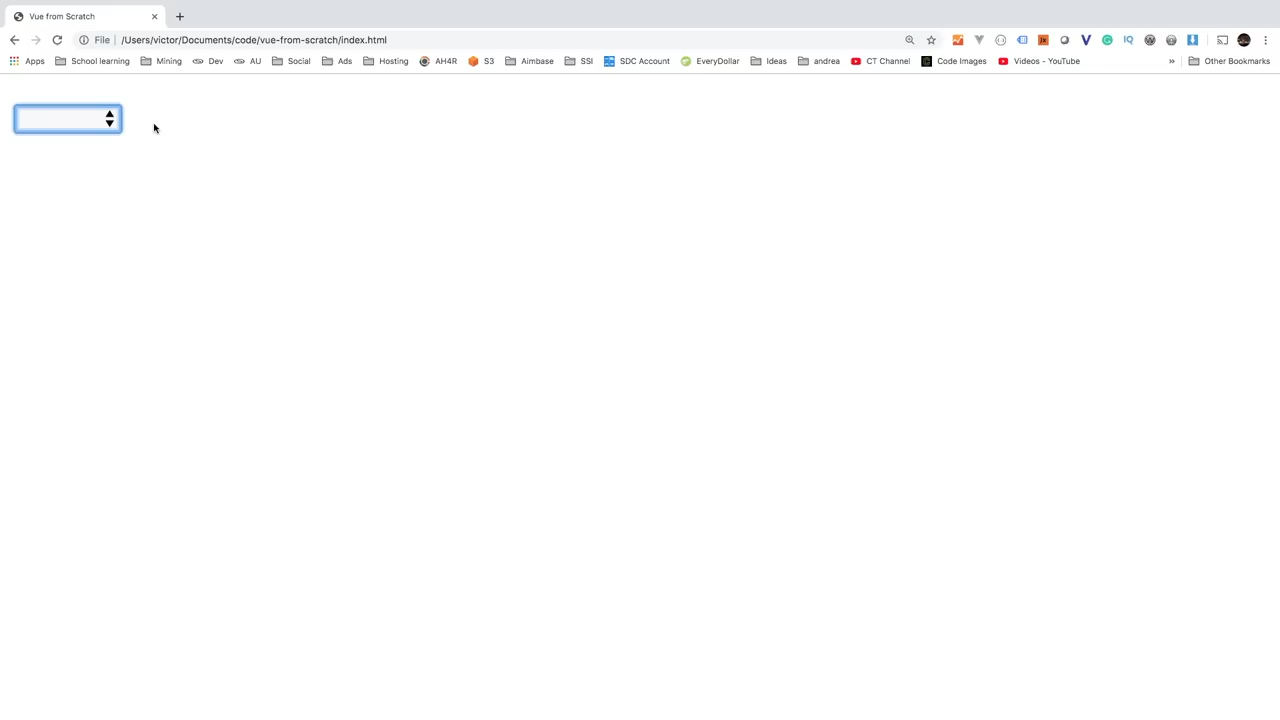 Vue from Scratch
File /Users/victor/Documents/code/vue-from-scratch/index.html
Apps School learning Mining Dev AU Social Ads Hosting AH4R S3 Aimbase SSI SDC Account EveryDollar Ideas andrea CT Channel Code Images Videos - YouTube » Other Bookmarks